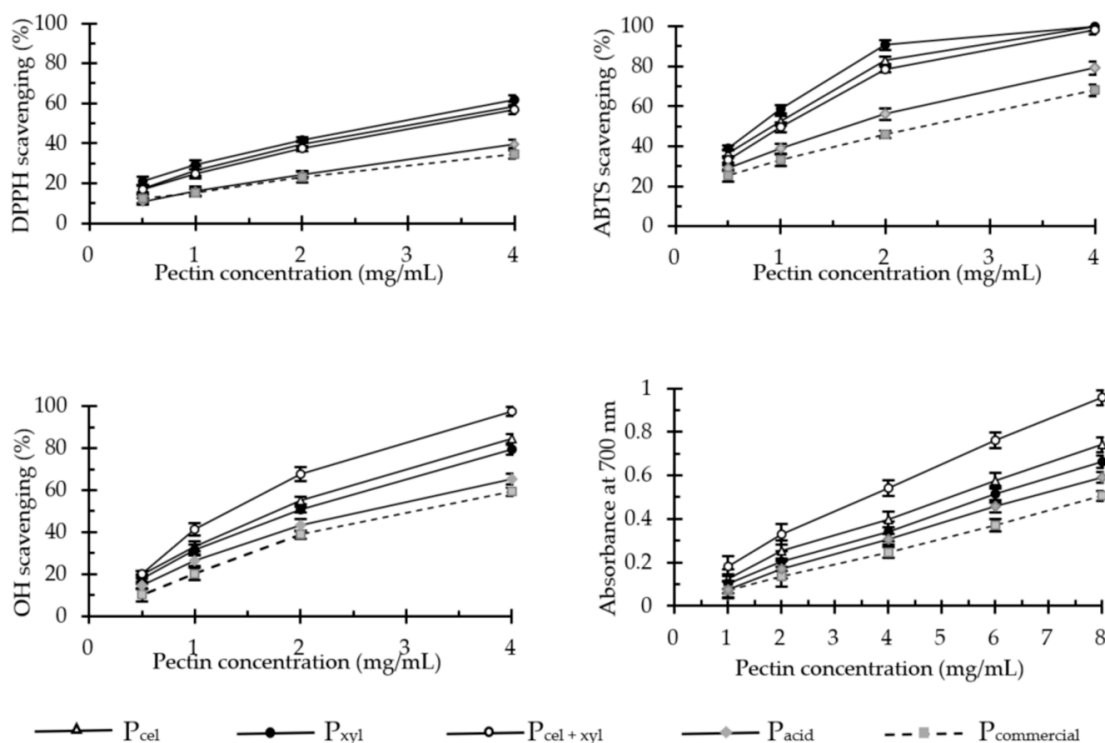 DPPH scavenging (%)
100
80
60
40
20
0
0 1 2 3 4
Pectin concentration (mg/mL)
ABTS scavenging (%)
100
80
60
40
20
0
0 1 2 3 4
Pectin concentration (mg/mL)
OH scavenging (%)
100
80
60
40
20
0
0 1 2 3 4
Pectin concentration (mg/mL)
Absorbance at 700 nm
1
0.8
0.6
0.4
0.2
0
0 1 2 3 4 5 6 7 8
Pectin concentration (mg/mL)
Pcel Pxyl Pcel + xyl Pacid Pcommercial